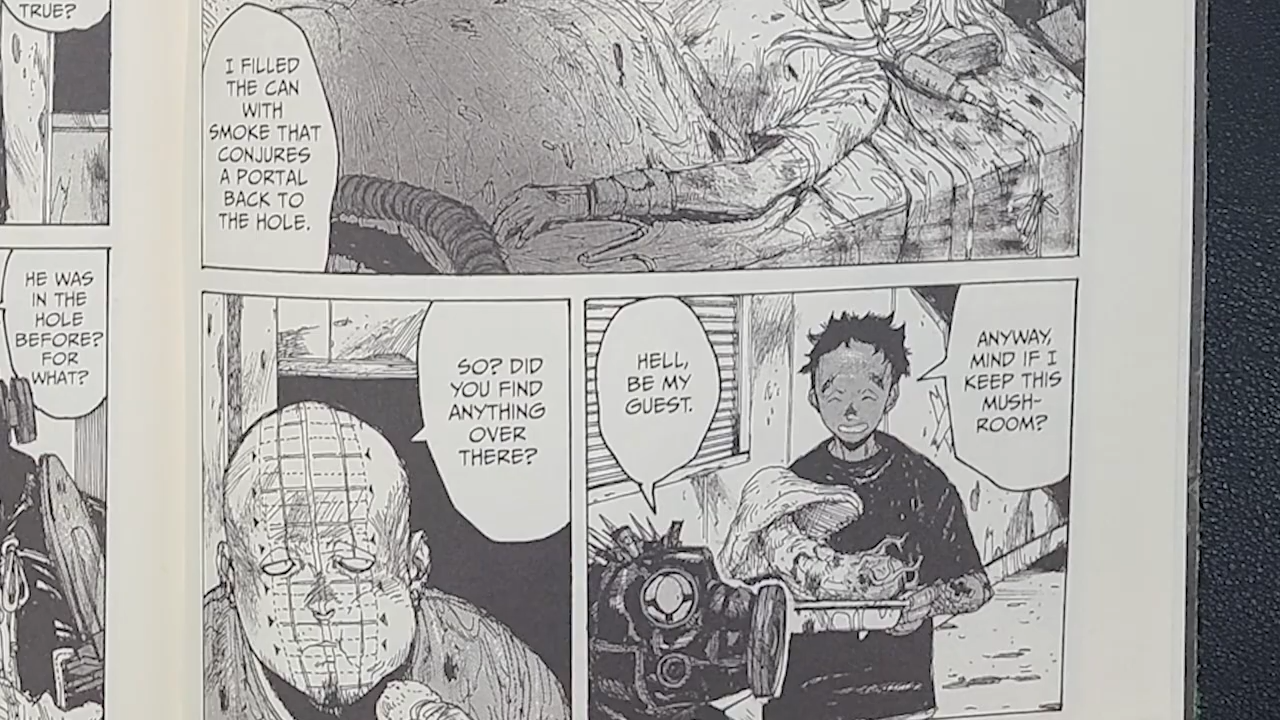 I FILLED
THE CAN
WITH
SMOKE THAT
CONJURES
A PORTAL
BACK TO
THE HOLE.
ANYWAY,
MIND IF I
KEEP THIS
MUSH-
ROOM?
HELL,
BE MY
GUEST.
SO? DID
YOU FIND
ANYTHING
OVER
THERE?
TRUE?
HE WAS
IN THE
HOLE
BEFORE?
FOR
WHAT?